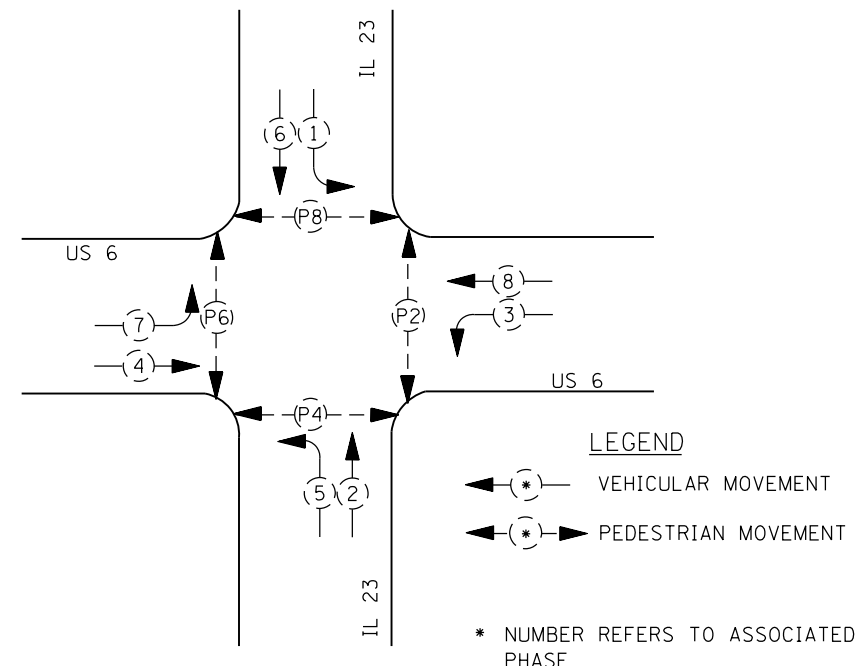 IL 23
6
1
P8
US 6
8
7
P6
P2
3
4
US 6
P4
5
2
LEGEND
* VEHICULAR MOVEMENT
* PEDESTRIAN MOVEMENT
IL 23
* NUMBER REFERS TO ASSOCIATED
PHASE